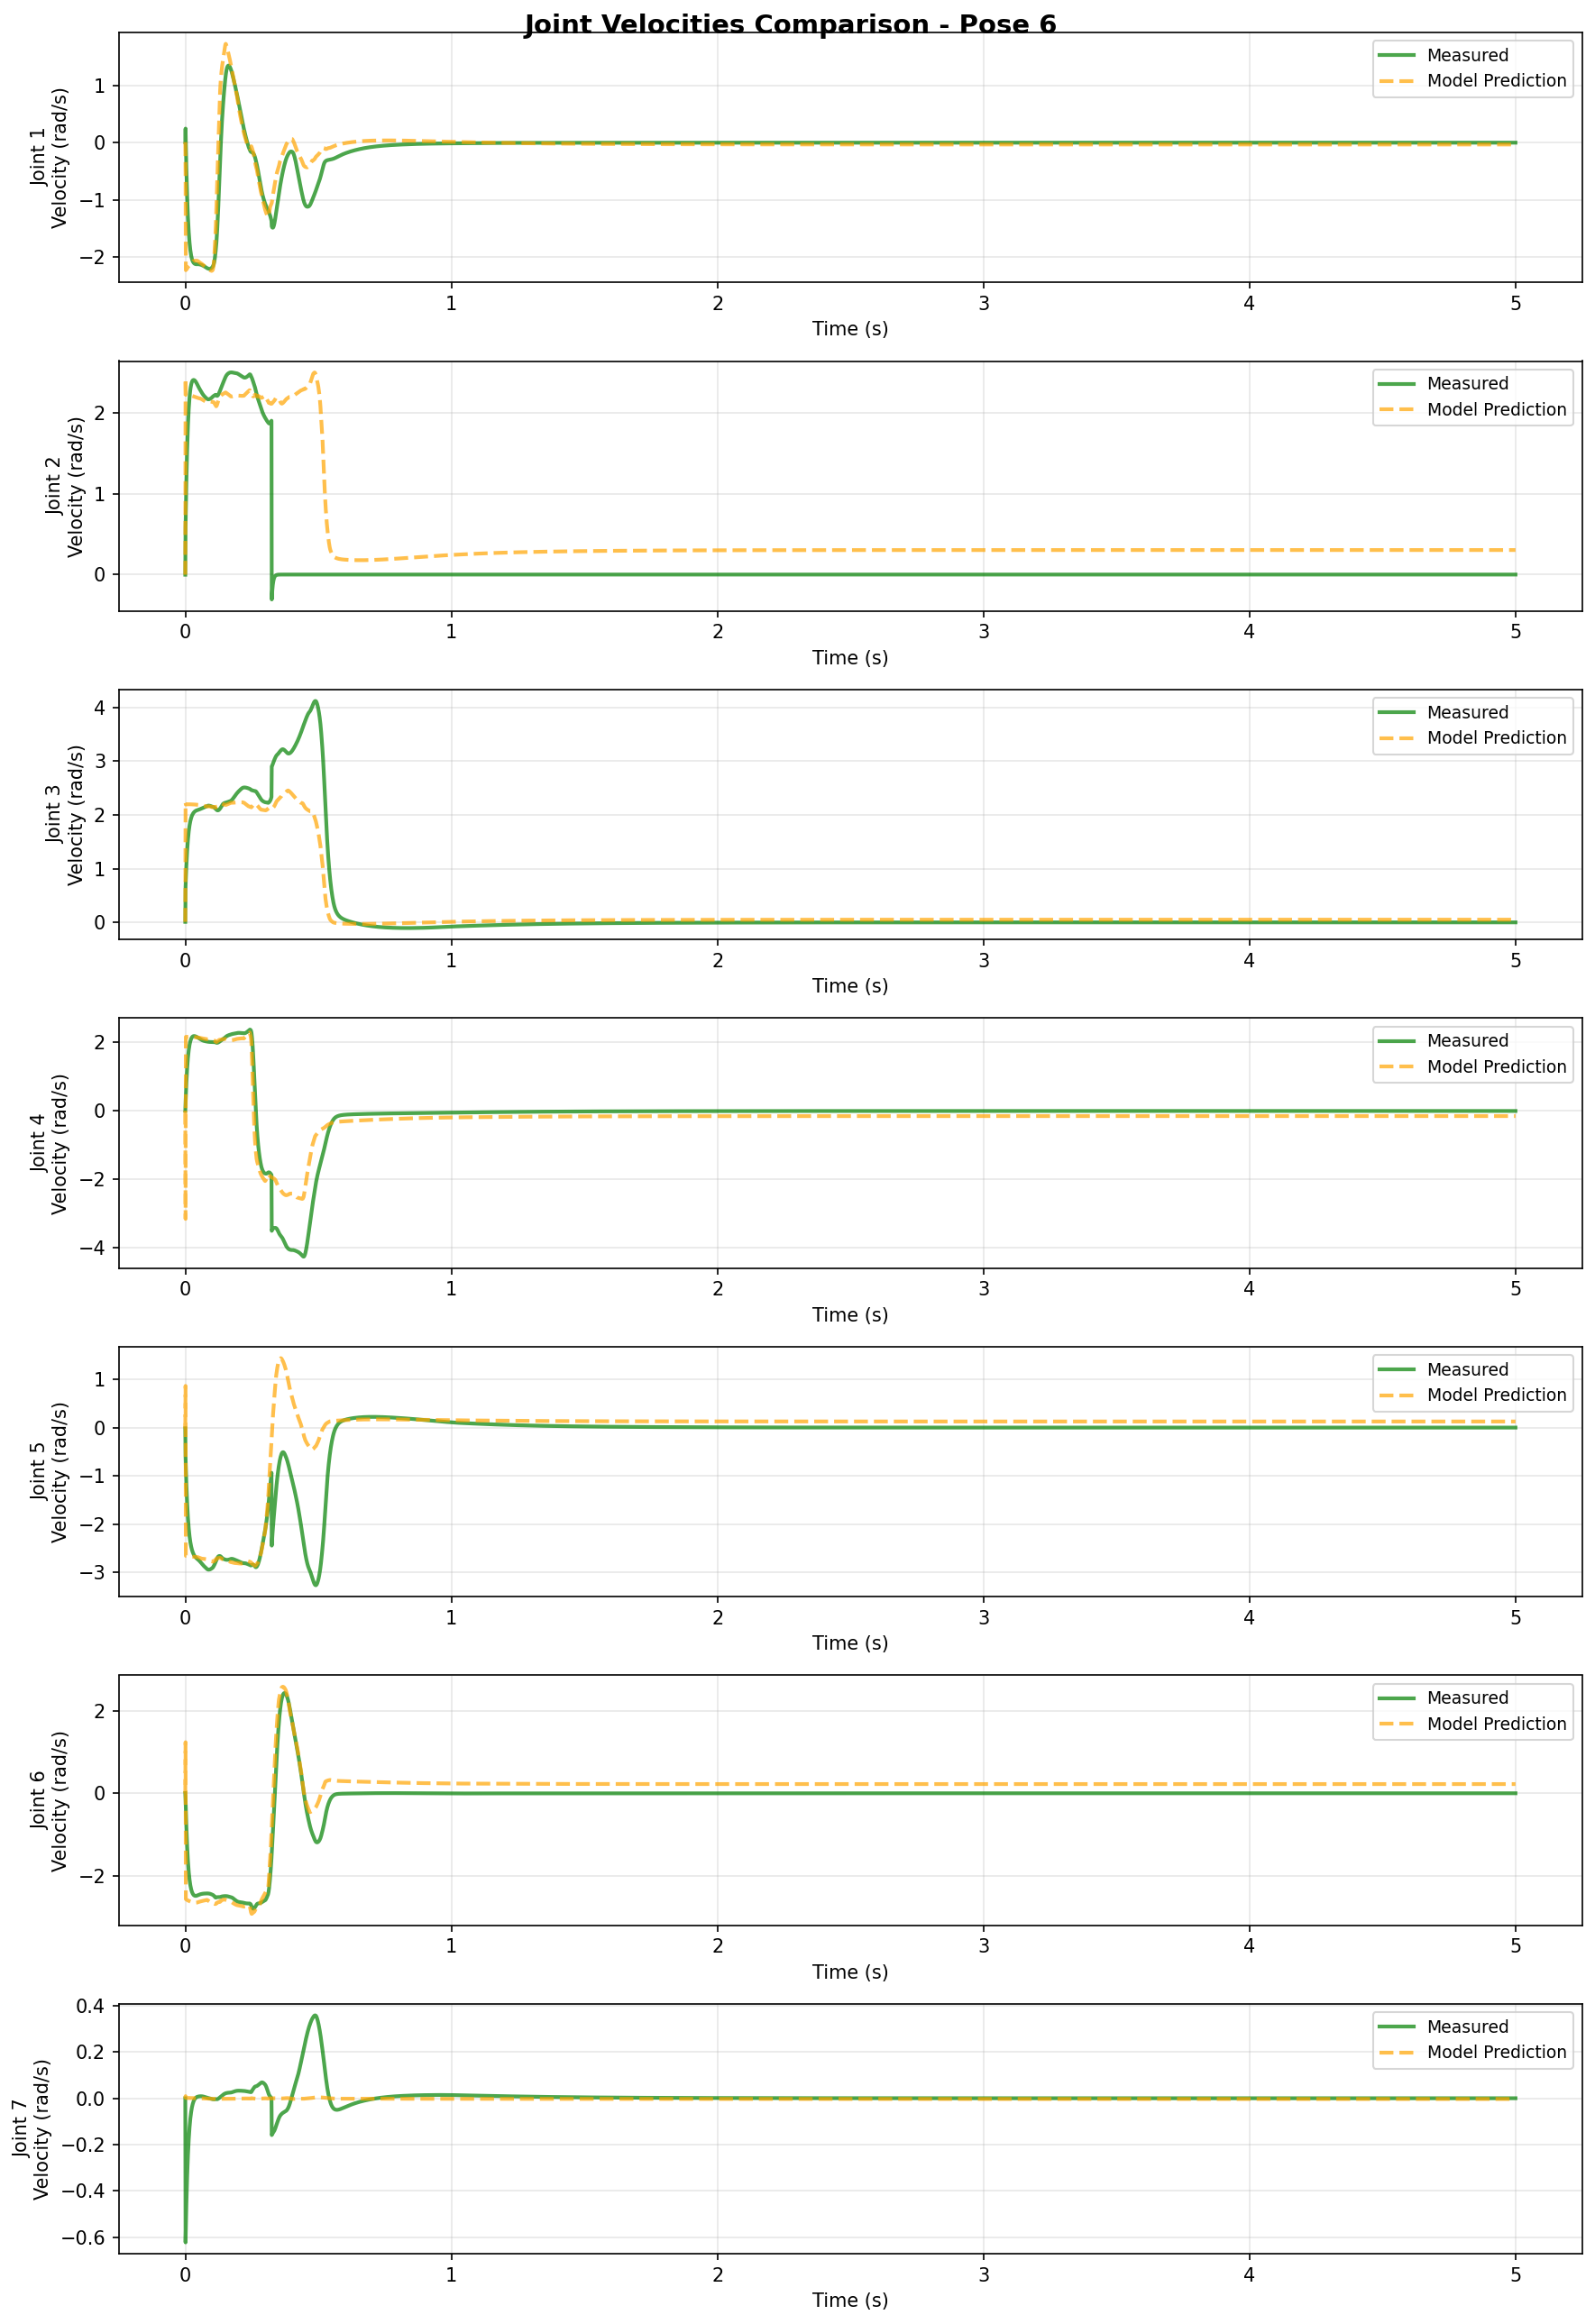 Joint Velocities Comparison - Pose 6
Joint 1
Velocity (rad/s)
1
0
−1
−2
Measured
Model Prediction
0 1 2 3 4 5
Time (s)
Joint 2
Velocity (rad/s)
2
1
0
Measured
Model Prediction
0 1 2 3 4 5
Time (s)
Joint 3
Velocity (rad/s)
4
3
2
1
0
Measured
Model Prediction
0 1 2 3 4 5
Time (s)
Joint 4
Velocity (rad/s)
2
0
−2
−4
Measured
Model Prediction
0 1 2 3 4 5
Time (s)
Joint 5
Velocity (rad/s)
1
0
−1
−2
−3
Measured
Model Prediction
0 1 2 3 4 5
Time (s)
Joint 6
Velocity (rad/s)
2
0
−2
Measured
Model Prediction
0 1 2 3 4 5
Time (s)
Joint 7
Velocity (rad/s)
0.4
0.2
0.0
−0.2
−0.4
−0.6
Measured
Model Prediction
0 1 2 3 4 5
Time (s)